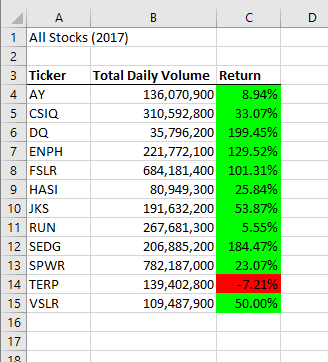 A B C D
1 All Stocks (2017)
2
3 Ticker Total Daily Volume Return
4 AY 136,070,900 8.94%
5 CSIQ 310,592,800 33.07%
6 DQ 35,796,200 199.45%
7 ENPH 221,772,100 129.52%
8 FSLR 684,181,400 101.31%
9 HASI 80,949,300 25.84%
10 JKS 191,632,200 53.87%
11 RUN 267,681,300 5.55%
12 SEDG 206,885,200 184.47%
13 SPWR 782,187,000 23.07%
14 TERP 139,402,800 -7.21%
15 VSLR 109,487,900 50.00%
16
17
18